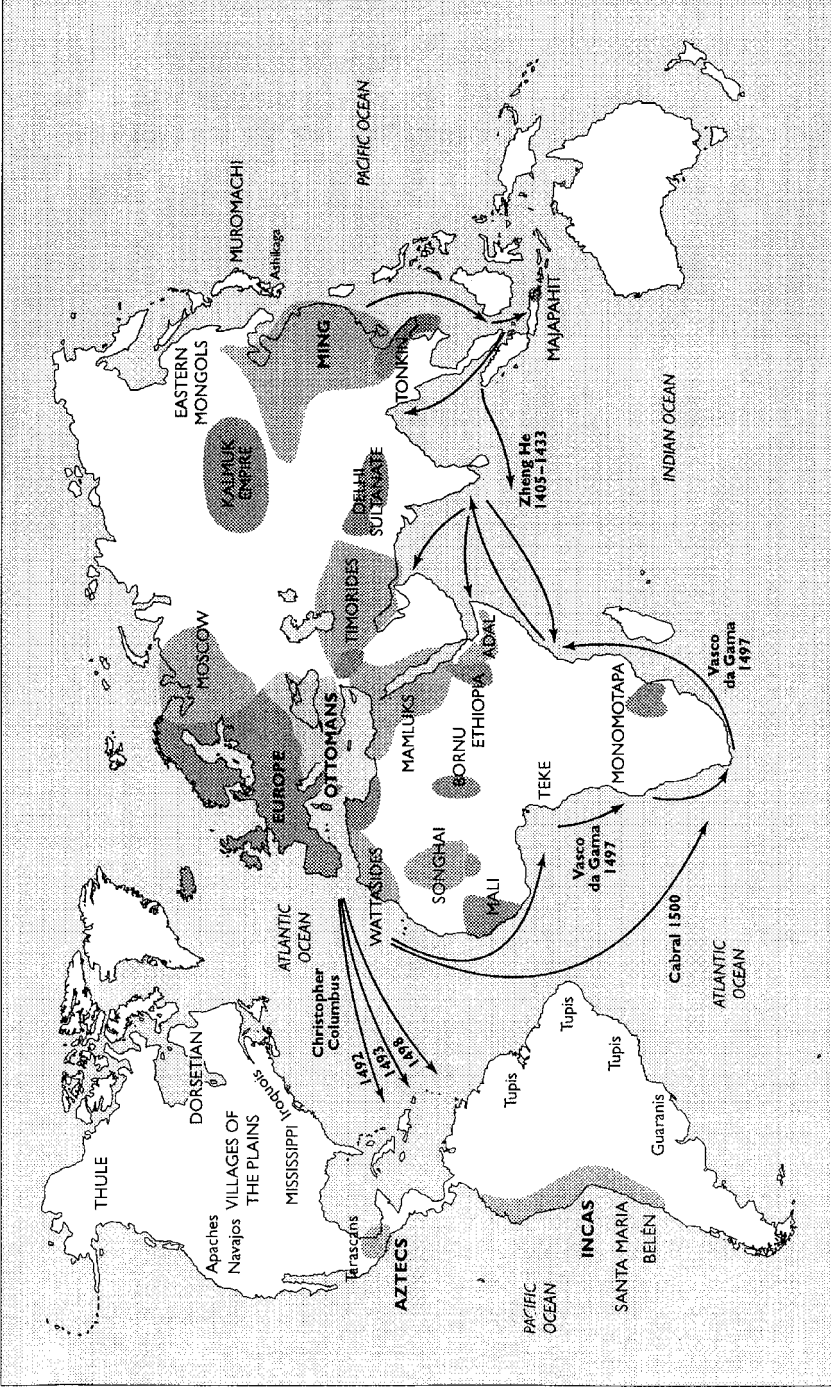 THULE
DORSETIAN
Apaches
Navajos
VILLAGES OF
THE PLAINS
MISSISSIPPI
Iroquois
Tarascans
AZTECS
ATLANTIC
OCEAN
Christopher
Columbus
1492
1493
1498
PACIFIC
OCEAN
INCAS
SANTA MARIA
BELÉN
Tupis
Tupis
Tupis
Guaranis
ATLANTIC
OCEAN
Cabral 1500
EUROPE
MOSCOW
OTTOMANS
WATTASIDES
SONGHAI
MALI
MAMLUKS
BORNU
ETHIOPIA
ADAL
TEKE
MONOMOTAPA
Vasco
da Gama
1497
Vasco
da Gama
1497
TIMORIDES
KALMUK
EMPIRE
DELHI
SULTANATE
EASTERN
MONGOLS
MING
TONKIN
MUROMACHI
Ashikaga
PACIFIC OCEAN
MAJAPAHIT
Zheng He
1405–1433
INDIAN OCEAN